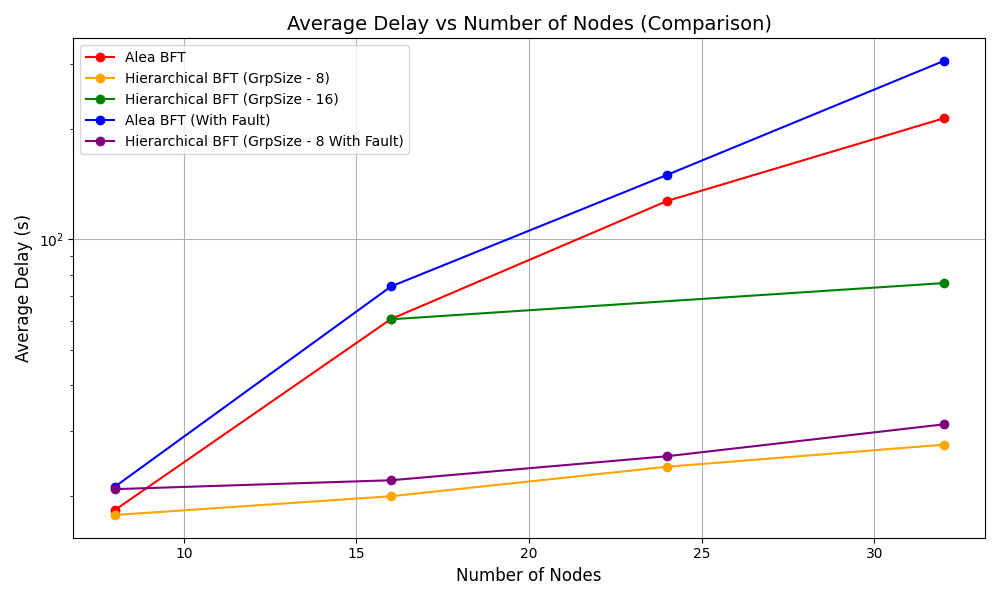 Average Delay vs Number of Nodes (Comparison)
Alea BFT
Hierarchical BFT (GrpSize - 8)
Hierarchical BFT (GrpSize - 16)
Alea BFT (With Fault)
Hierarchical BFT (GrpSize - 8 With Fault)
Average Delay (s)
10²
10 15 20 25 30
Number of Nodes